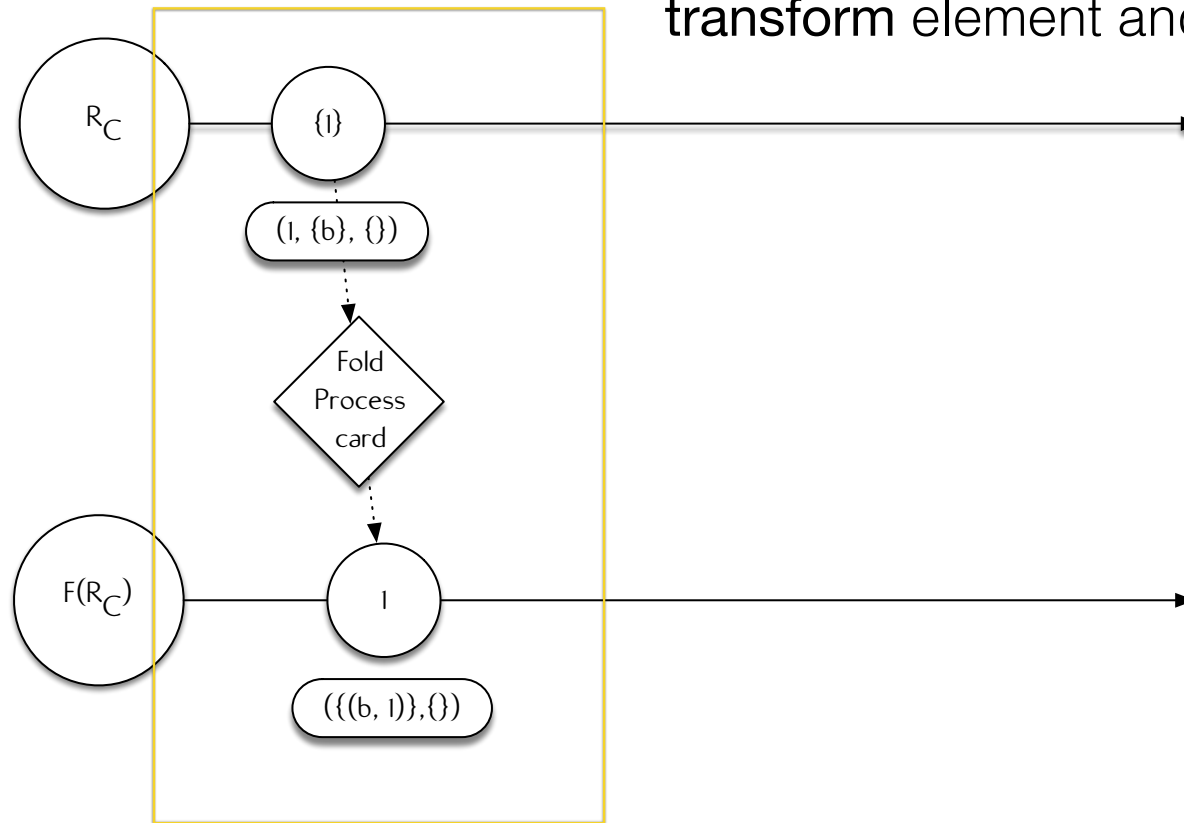 transform element and
R_C
{1}
(1, {b}, {})
Fold
Process
card
F(R_C)
1
({(b, 1)},{})